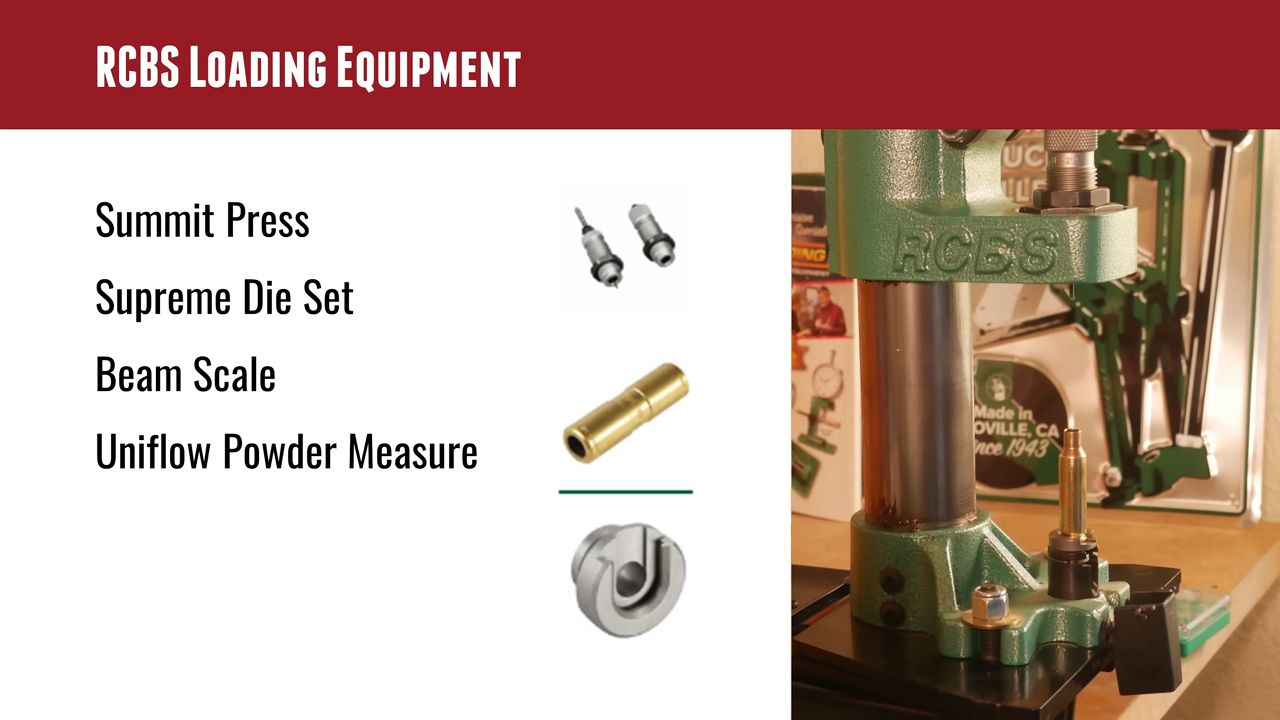 RCBS Loading Equipment
Summit Press
Supreme Die Set
Beam Scale
Uniflow Powder Measure
RCBS
Made in
OVILLE, CA
Since 1943